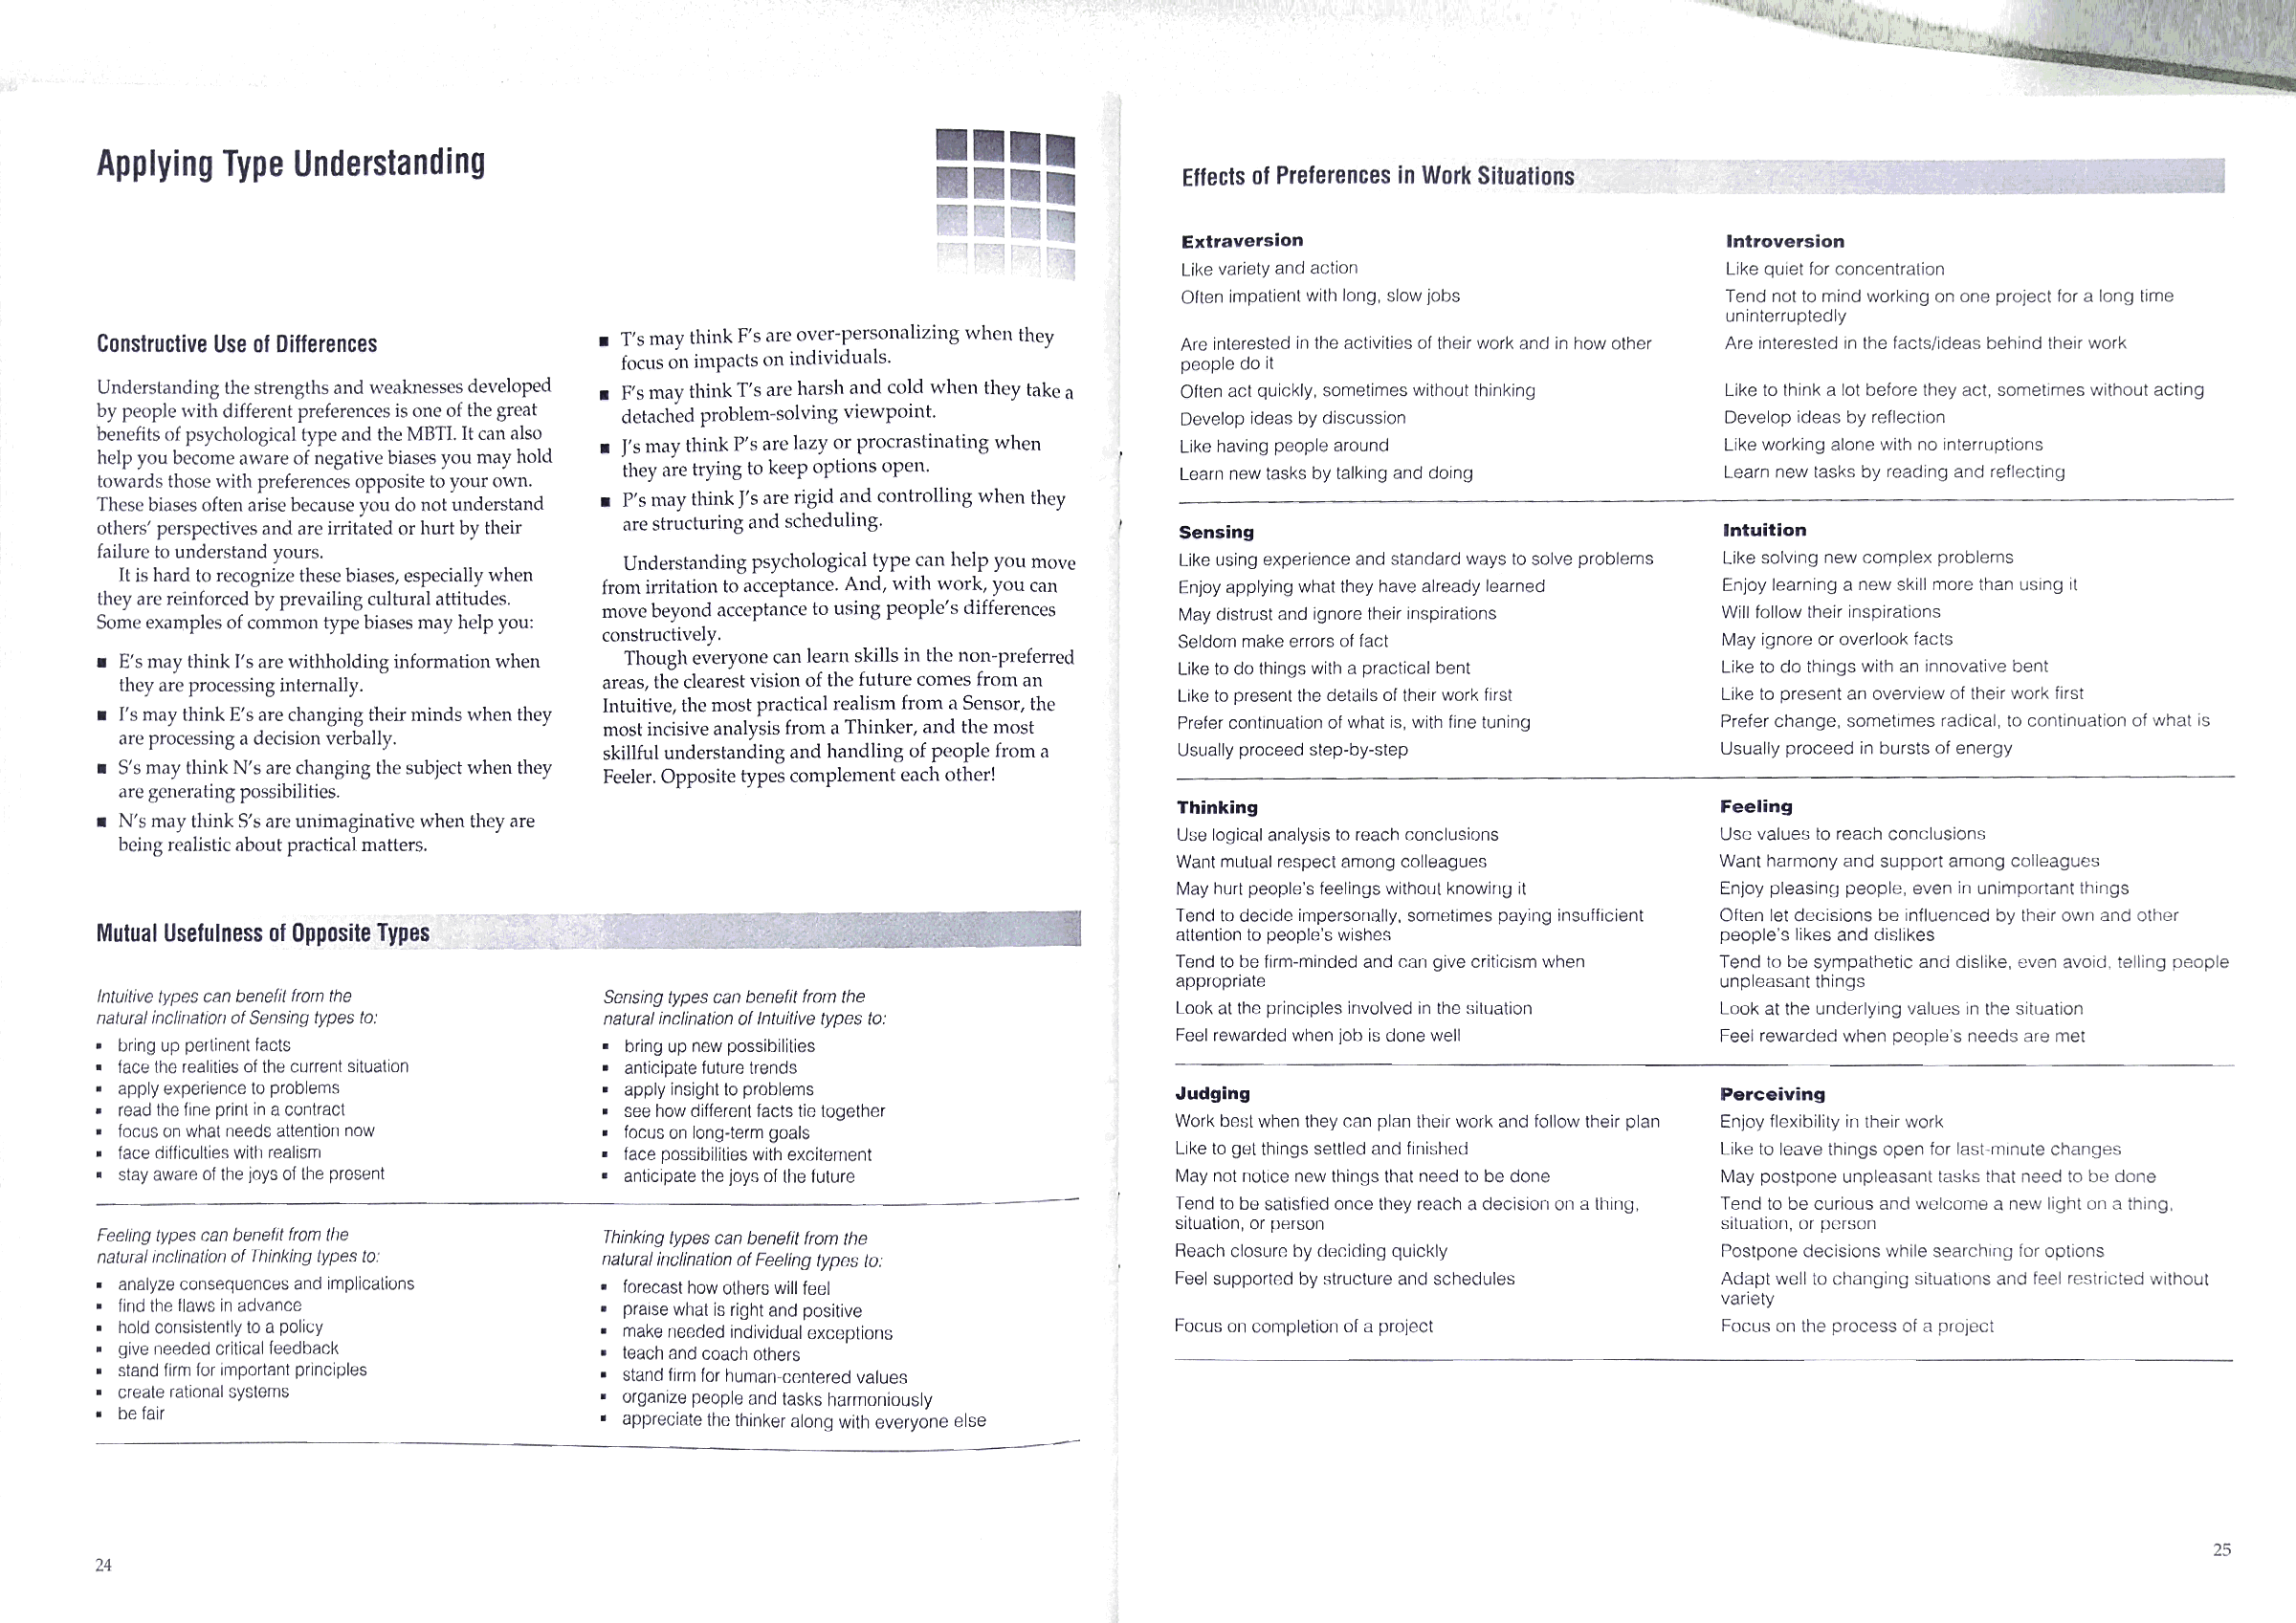 Applying Type Understanding
Constructive Use of Differences
Understanding the strengths and weaknesses developed
by people with different preferences is one of the great
benefits of psychological type and the MBTI. It can also
help you become aware of negative biases you may hold
towards those with preferences opposite to your own.
These biases often arise because you do not understand
others' perspectives and are irritated or hurt by their
failure to understand yours.
It is hard to recognize these biases, especially when
they are reinforced by prevailing cultural attitudes.
Some examples of common type biases may help you:
■ E's may think I's are withholding information when
they are processing internally.
■ I's may think E's are changing their minds when they
are processing a decision verbally.
■ S's may think N's are changing the subject when they
are generating possibilities.
■ N's may think S's are unimaginative when they are
being realistic about practical matters.
■ T's may think F's are over-personalizing when they
focus on impacts on individuals.
■ F's may think T's are harsh and cold when they take a
detached problem-solving viewpoint.
■ J's may think P's are lazy or procrastinating when
they are trying to keep options open.
■ P's may think J's are rigid and controlling when they
are structuring and scheduling.
Understanding psychological type can help you move
from irritation to acceptance. And, with work, you can
move beyond acceptance to using people's differences
constructively.
Though everyone can learn skills in the non-preferred
areas, the clearest vision of the future comes from an
Intuitive, the most practical realism from a Sensor, the
most incisive analysis from a Thinker, and the most
skillful understanding and handling of people from a
Feeler. Opposite types complement each other!
Mutual Usefulness of Opposite Types
Intuitive types can benefit from the
natural inclination of Sensing types to:
▪ bring up pertinent facts
▪ face the realities of the current situation
▪ apply experience to problems
▪ read the fine print in a contract
▪ focus on what needs attention now
▪ face difficulties with realism
▪ stay aware of the joys of the present
Sensing types can benefit from the
natural inclination of Intuitive types to:
▪ bring up new possibilities
▪ anticipate future trends
▪ apply insight to problems
▪ see how different facts tie together
▪ focus on long-term goals
▪ face possibilities with excitement
▪ anticipate the joys of the future
Feeling types can benefit from the
natural inclination of Thinking types to:
▪ analyze consequences and implications
▪ find the flaws in advance
▪ hold consistently to a policy
▪ give needed critical feedback
▪ stand firm for important principles
▪ create rational systems
▪ be fair
Thinking types can benefit from the
natural inclination of Feeling types to:
▪ forecast how others will feel
▪ praise what is right and positive
▪ make needed individual exceptions
▪ teach and coach others
▪ stand firm for human-centered values
▪ organize people and tasks harmoniously
▪ appreciate the thinker along with everyone else
24
Effects of Preferences in Work Situations
Extraversion
Like variety and action
Often impatient with long, slow jobs
Are interested in the activities of their work and in how other
people do it
Often act quickly, sometimes without thinking
Develop ideas by discussion
Like having people around
Learn new tasks by talking and doing
Introversion
Like quiet for concentration
Tend not to mind working on one project for a long time
uninterruptedly
Are interested in the facts/ideas behind their work
Like to think a lot before they act, sometimes without acting
Develop ideas by reflection
Like working alone with no interruptions
Learn new tasks by reading and reflecting
Sensing
Like using experience and standard ways to solve problems
Enjoy applying what they have already learned
May distrust and ignore their inspirations
Seldom make errors of fact
Like to do things with a practical bent
Like to present the details of their work first
Prefer continuation of what is, with fine tuning
Usually proceed step-by-step
Intuition
Like solving new complex problems
Enjoy learning a new skill more than using it
Will follow their inspirations
May ignore or overlook facts
Like to do things with an innovative bent
Like to present an overview of their work first
Prefer change, sometimes radical, to continuation of what is
Usually proceed in bursts of energy
Thinking
Use logical analysis to reach conclusions
Want mutual respect among colleagues
May hurt people's feelings without knowing it
Tend to decide impersonally, sometimes paying insufficient
attention to people's wishes
Tend to be firm-minded and can give criticism when
appropriate
Look at the principles involved in the situation
Feel rewarded when job is done well
Feeling
Use values to reach conclusions
Want harmony and support among colleagues
Enjoy pleasing people, even in unimportant things
Often let decisions be influenced by their own and other
people's likes and dislikes
Tend to be sympathetic and dislike, even avoid, telling people
unpleasant things
Look at the underlying values in the situation
Feel rewarded when people's needs are met
Judging
Work best when they can plan their work and follow their plan
Like to get things settled and finished
May not notice new things that need to be done
Tend to be satisfied once they reach a decision on a thing,
situation, or person
Reach closure by deciding quickly
Feel supported by structure and schedules
Focus on completion of a project
Perceiving
Enjoy flexibility in their work
Like to leave things open for last-minute changes
May postpone unpleasant tasks that need to be done
Tend to be curious and welcome a new light on a thing,
situation, or person
Postpone decisions while searching for options
Adapt well to changing situations and feel restricted without
variety
Focus on the process of a project
25